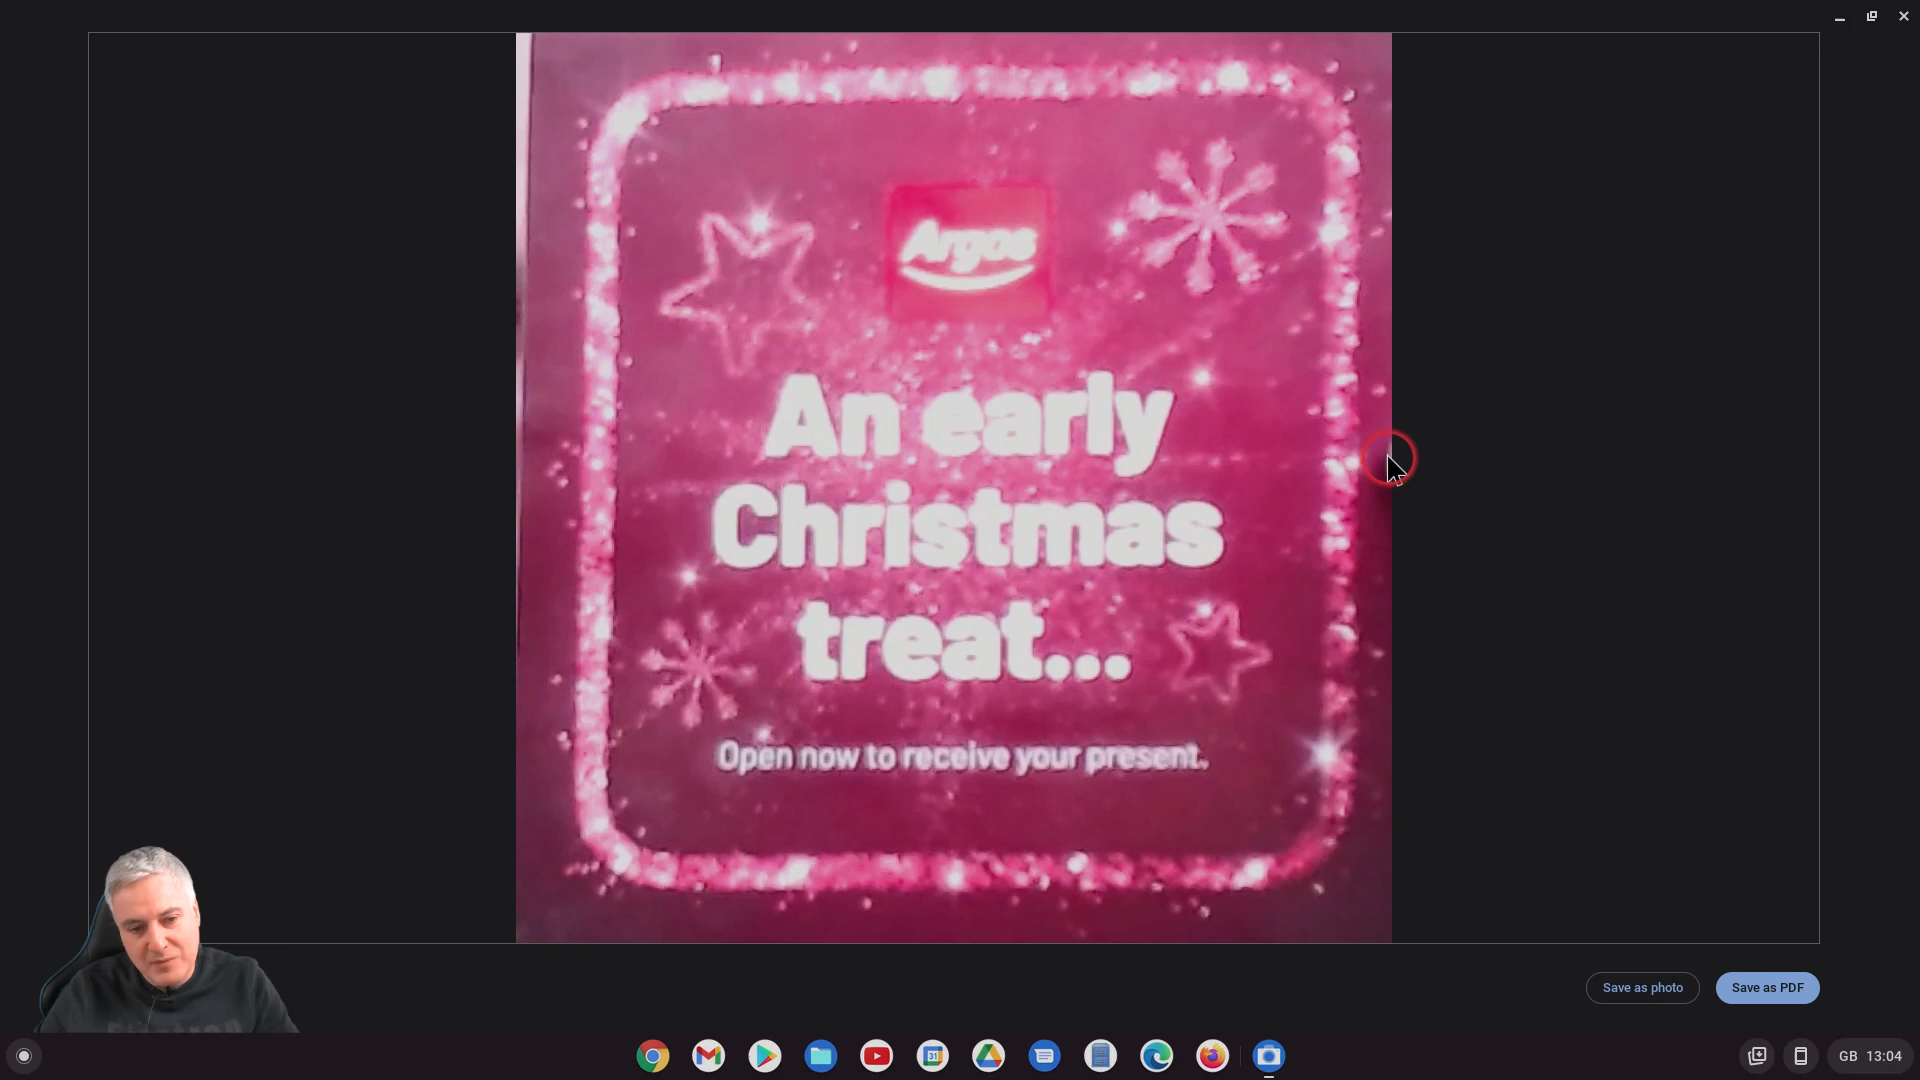 Argos
An early
Christmas
treat...
Open now to receive your present.
Save as photo
Save as PDF
31
GB 13:04